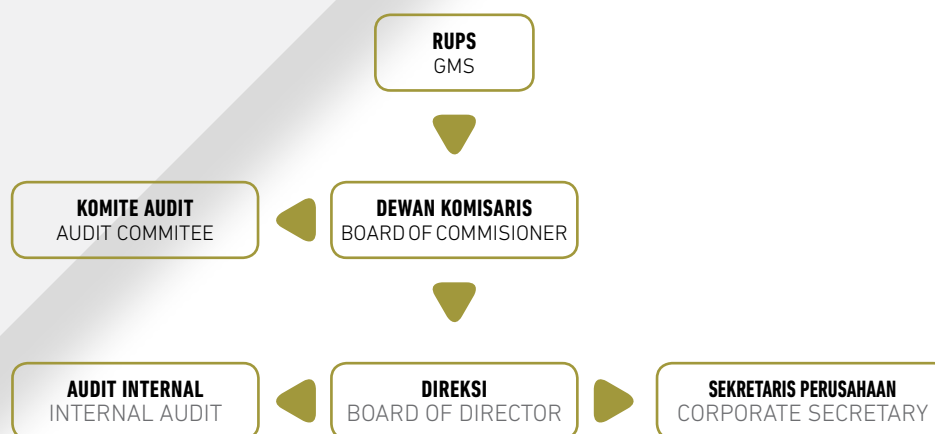 RUPS
GMS
KOMITE AUDIT
AUDIT COMMITEE
DEWAN KOMISARIS
BOARD OF COMMISIONER
AUDIT INTERNAL
INTERNAL AUDIT
DIREKSI
BOARD OF DIRECTOR
SEKRETARIS PERUSAHAAN
CORPORATE SECRETARY